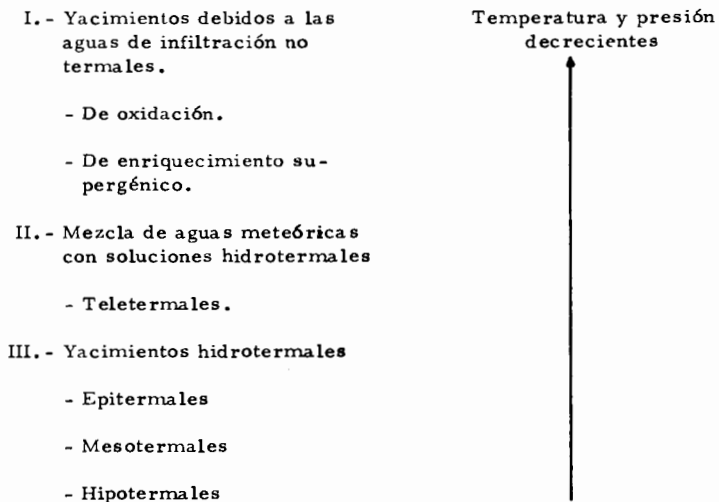 I. - Yacimientos debidos a las
aguas de infiltración no
termales.
- De oxidación.
- De enriquecimiento su-
pergénico.
II. - Mezcla de aguas meteóricas
con soluciones hidrotermales
- Teletermales.
III. - Yacimientos hidrotermales
- Epitermales
- Mesotermales
- Hipotermales
Temperatura y presión
decrecientes